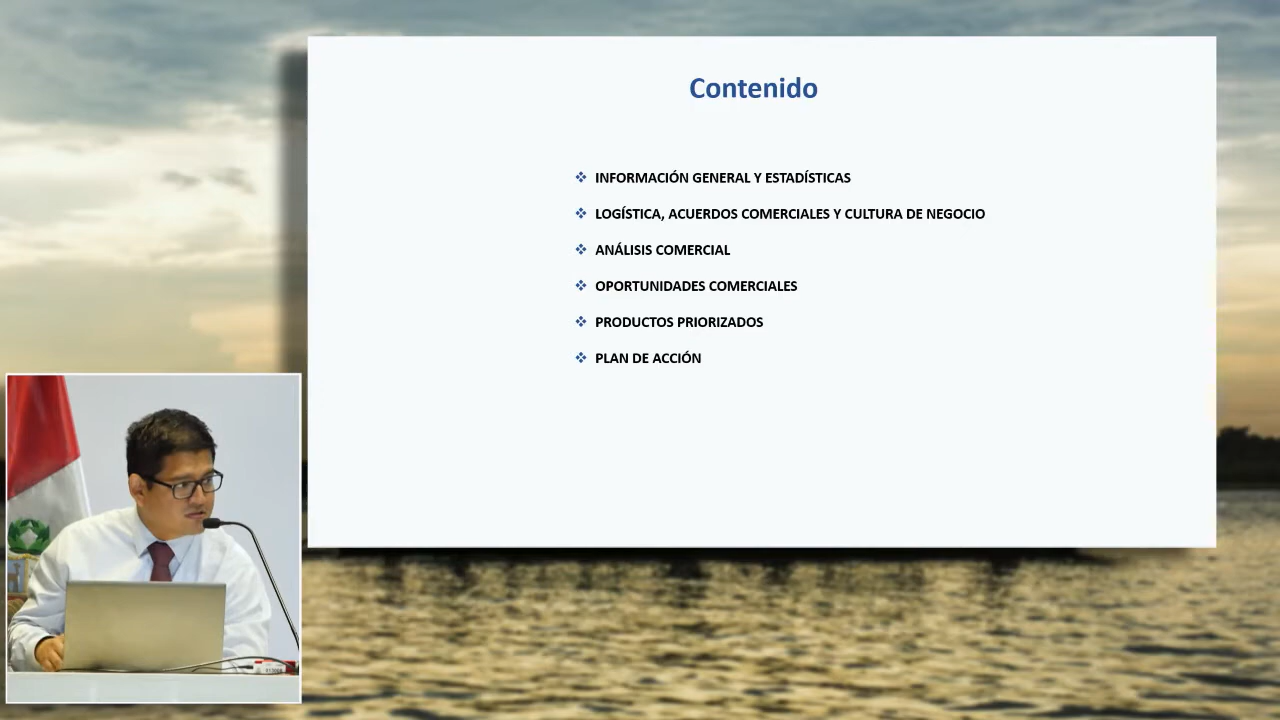 Contenido
INFORMACIÓN GENERAL Y ESTADÍSTICAS
LOGÍSTICA, ACUERDOS COMERCIALES Y CULTURA DE NEGOCIO
ANÁLISIS COMERCIAL
OPORTUNIDADES COMERCIALES
PRODUCTOS PRIORIZADOS
PLAN DE ACCIÓN